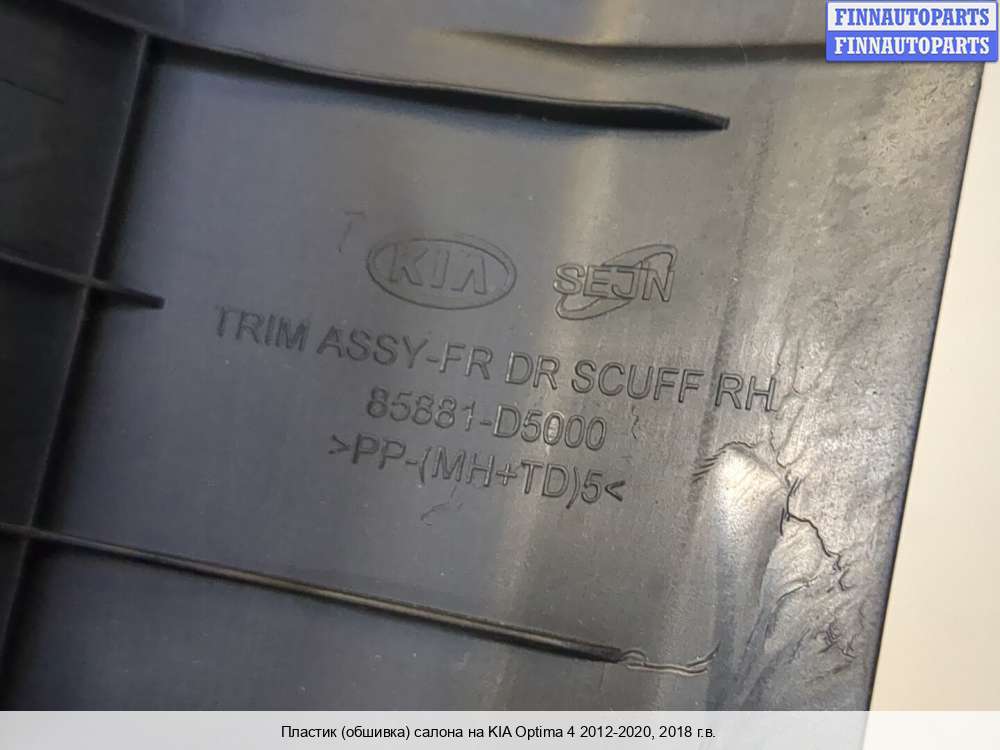 FINNAUTOPARTS
FINNAUTOPARTS
KIA SEJIN
TRIM ASSY-FR DR SCUFF RH
85881-D5000
>PP-(MH+TD)5<
Пластик (обшивка) салона на KIA Optima 4 2012-2020, 2018 г.в.